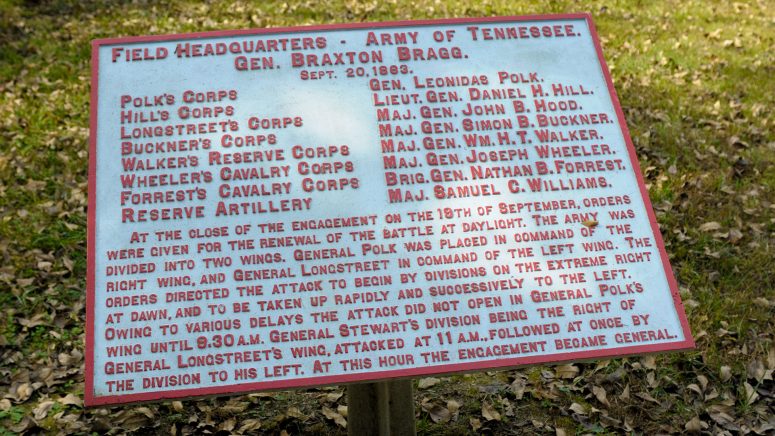 FIELD HEADQUARTERS - ARMY OF TENNESSEE.
GEN. BRAXTON BRAGG.
SEPT. 20, 1863.
POLK'S CORPS GEN. LEONIDAS POLK.
HILL'S CORPS LIEUT. GEN. DANIEL H. HILL.
LONGSTREET'S CORPS MAJ. GEN. JOHN B. HOOD.
BUCKNER'S CORPS MAJ. GEN. SIMON B. BUCKNER.
WALKER'S RESERVE CORPS MAJ. GEN. WM. H. T. WALKER.
WHEELER'S CAVALRY CORPS MAJ. GEN. JOSEPH WHEELER.
FORREST'S CAVALRY CORPS BRIG. GEN. NATHAN B. FORREST.
RESERVE ARTILLERY MAJ. SAMUEL C. WILLIAMS.
AT THE CLOSE OF THE ENGAGEMENT ON THE 19TH OF SEPTEMBER, ORDERS
WERE GIVEN FOR THE RENEWAL OF THE BATTLE AT DAYLIGHT. THE ARMY WAS
DIVIDED INTO TWO WINGS. GENERAL POLK WAS PLACED IN COMMAND OF THE
RIGHT WING, AND GENERAL LONGSTREET IN COMMAND OF THE LEFT WING. THE
ORDERS DIRECTED THE ATTACK TO BEGIN BY DIVISIONS ON THE EXTREME RIGHT
AT DAWN, AND TO BE TAKEN UP RAPIDLY AND SUCCESSIVELY TO THE LEFT.
OWING TO VARIOUS DELAYS THE ATTACK DID NOT OPEN IN GENERAL POLK'S
WING UNTIL 9.30 A.M. GENERAL STEWART'S DIVISION BEING THE RIGHT OF
GENERAL LONGSTREET'S WING, ATTACKED AT 11 A.M., FOLLOWED AT ONCE BY
THE DIVISION TO HIS LEFT. AT THIS HOUR THE ENGAGEMENT BECAME GENERAL.